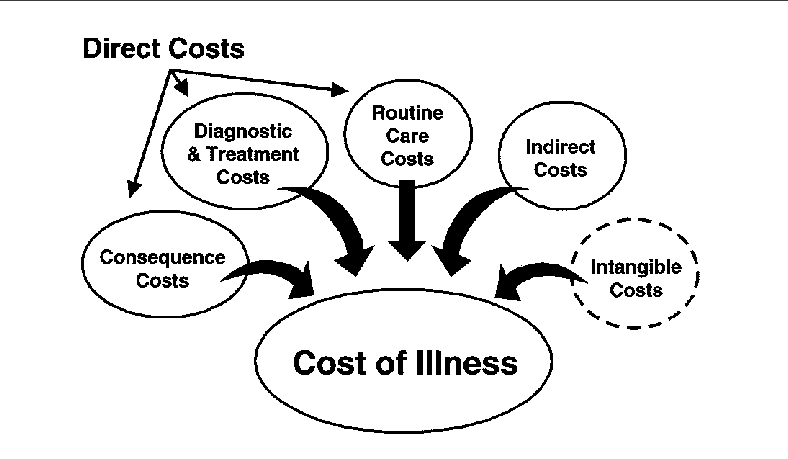 Direct Costs
Diagnostic
& Treatment
Costs
Routine
Care
Costs
Indirect
Costs
Consequence
Costs
Intangible
Costs
Cost of Illness